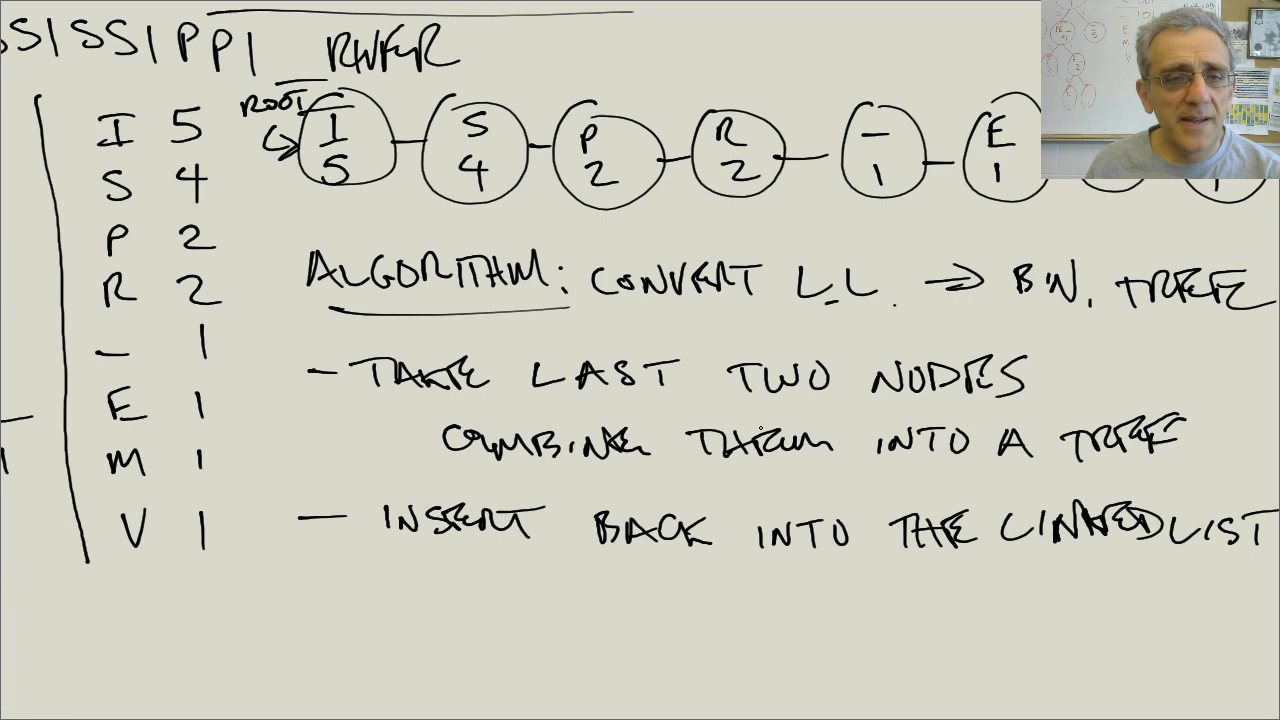 SSISSIPPI RIVER
ROOT
I 5
S 4
P 2
R 2
– 1
E 1
M 1
V 1
I 5
S 4
P 2
R 2
– 1
E 1
1
ALGORITHM: CONVERT L.L. ⇒ BIN. TREE
– TAKE LAST TWO NODES
COMBINE THEM INTO A TREE
– INSERT BACK INTO THE LINKEDLIST